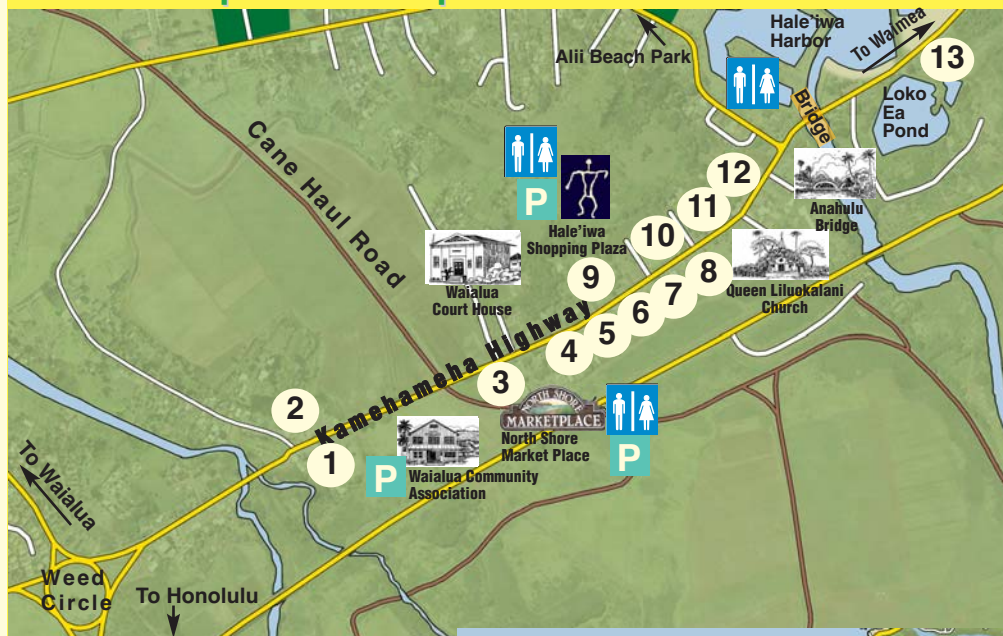 Hale'iwa
Harbor
To Waimea
13
Alii Beach Park
Loko
Ea
Pond
Bridge
Cane Haul Road
P
12
Anahulu
Bridge
11
Hale'iwa
Shopping Plaza
10
Waialua
Court House
9
8
Queen Liluokalani
Church
7
6
5
4
Kamehameha Highway
3
NORTH SHORE
MARKETPLACE
North Shore
Market Place
P
2
1
P
Waialua Community
Association
To Waialua
Weed
Circle
To Honolulu